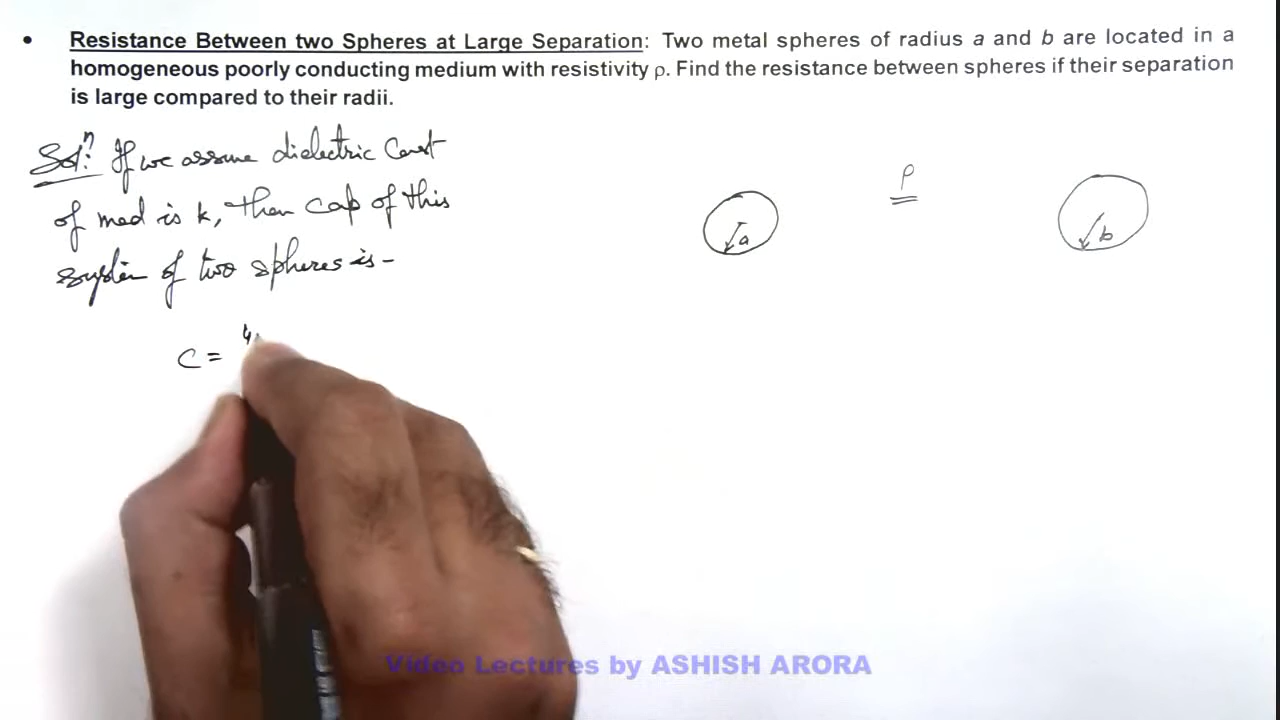 • Resistance Between two Spheres at Large Separation: Two metal spheres of radius a and b are located in a
homogeneous poorly conducting medium with resistivity ρ. Find the resistance between spheres if their separation
is large compared to their radii.
Solⁿ: If we assume dielectric Const
of med is k, then cap of this
system of two spheres is -
C = 4
ρ
a
b
Video Lectures by ASHISH ARORA